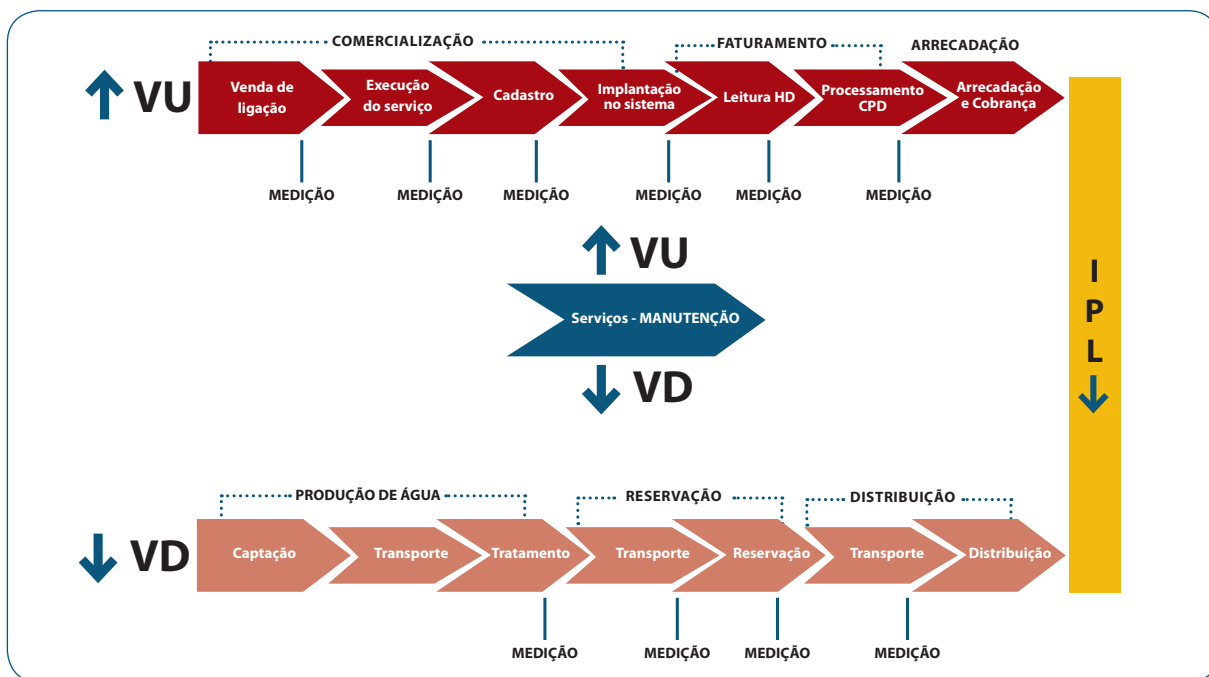 COMERCIALIZAÇÃO
FATURAMENTO
ARRECADAÇÃO
VU
Venda de
ligação
Execução
do serviço
Cadastro
Implantação
no sistema
Leitura HD
Processamento
CPD
Arrecadação
e Cobrança
MEDIÇÃO
MEDIÇÃO
MEDIÇÃO
MEDIÇÃO
MEDIÇÃO
MEDIÇÃO
VU
Serviços - MANUTENÇÃO
VD
I
P
L
PRODUÇÃO DE ÁGUA
RESERVAÇÃO
DISTRIBUIÇÃO
VD
Captação
Transporte
Tratamento
Transporte
Reservação
Transporte
Distribuição
MEDIÇÃO
MEDIÇÃO
MEDIÇÃO
MEDIÇÃO